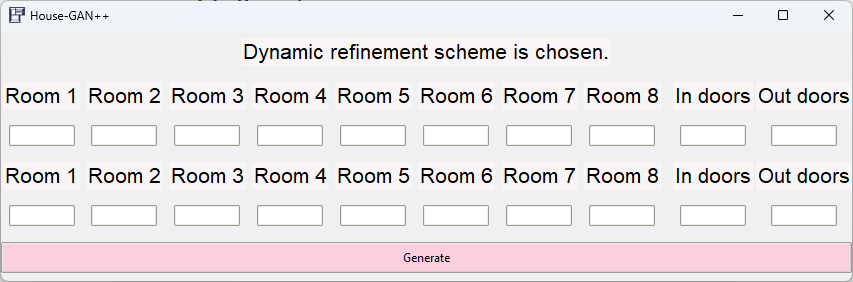 House-GAN++
Dynamic refinement scheme is chosen.
Room 1 Room 2 Room 3 Room 4 Room 5 Room 6 Room 7 Room 8 In doors Out doors
Room 1 Room 2 Room 3 Room 4 Room 5 Room 6 Room 7 Room 8 In doors Out doors
Generate